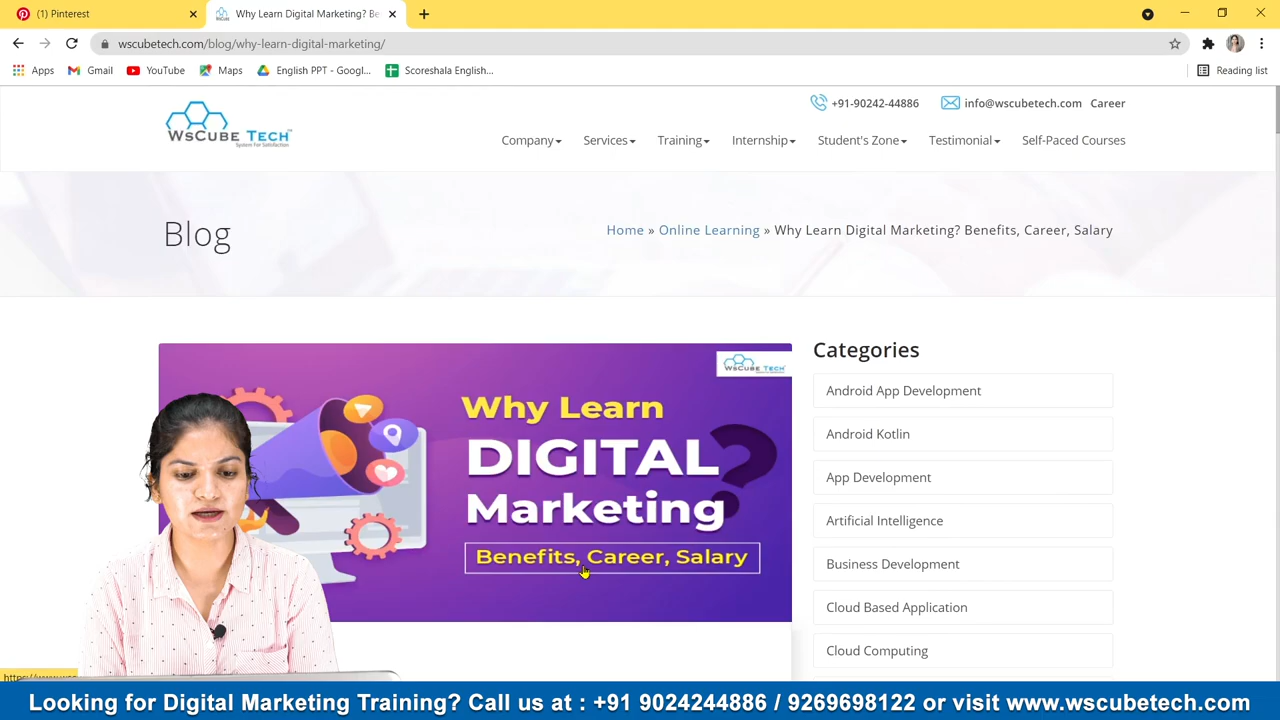 (1) Pinterest
Why Learn Digital Marketing? Be
wscubetech.com/blog/why-learn-digital-marketing/
Apps
Gmail
YouTube
Maps
English PPT - Googl...
Scoreshala English...
Reading list
+91-90242-44886
info@wscubetech.com
Career
WsCube Tech
System For Satisfaction
Company
Services
Training
Internship
Student's Zone
Testimonial
Self-Paced Courses
Blog
Home » Online Learning » Why Learn Digital Marketing? Benefits, Career, Salary
WsCube Tech
Why Learn
DIGITAL
Marketing
?
Benefits, Career, Salary
Categories
Android App Development
Android Kotlin
App Development
Artificial Intelligence
Business Development
Cloud Based Application
Cloud Computing
Looking for Digital Marketing Training? Call us at : +91 9024244886 / 9269698122 or visit www.wscubetech.com